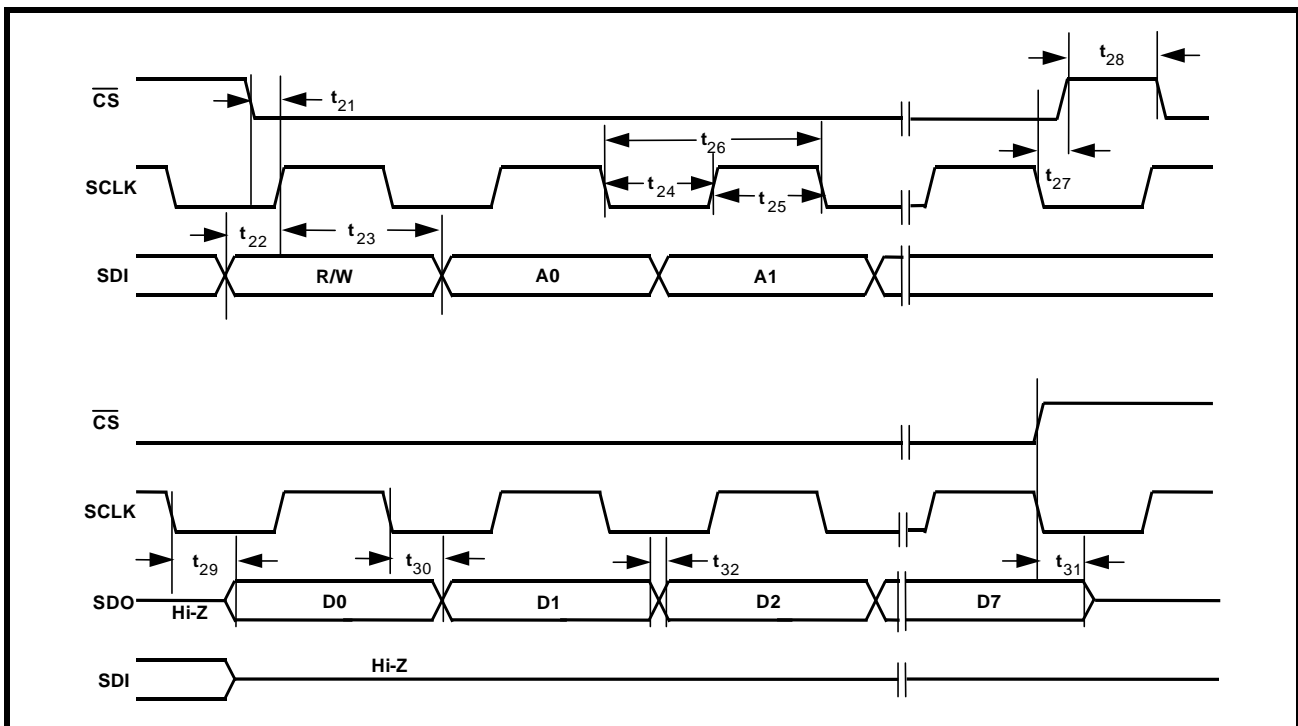 t28
CS
t21
t26
SCLK
t24
t25
t27
t22
t23
SDI
R/W
A0
A1
CS
SCLK
t29
t30
t32
t31
SDO
Hi-Z
D0
D1
D2
D7
SDI
Hi-Z